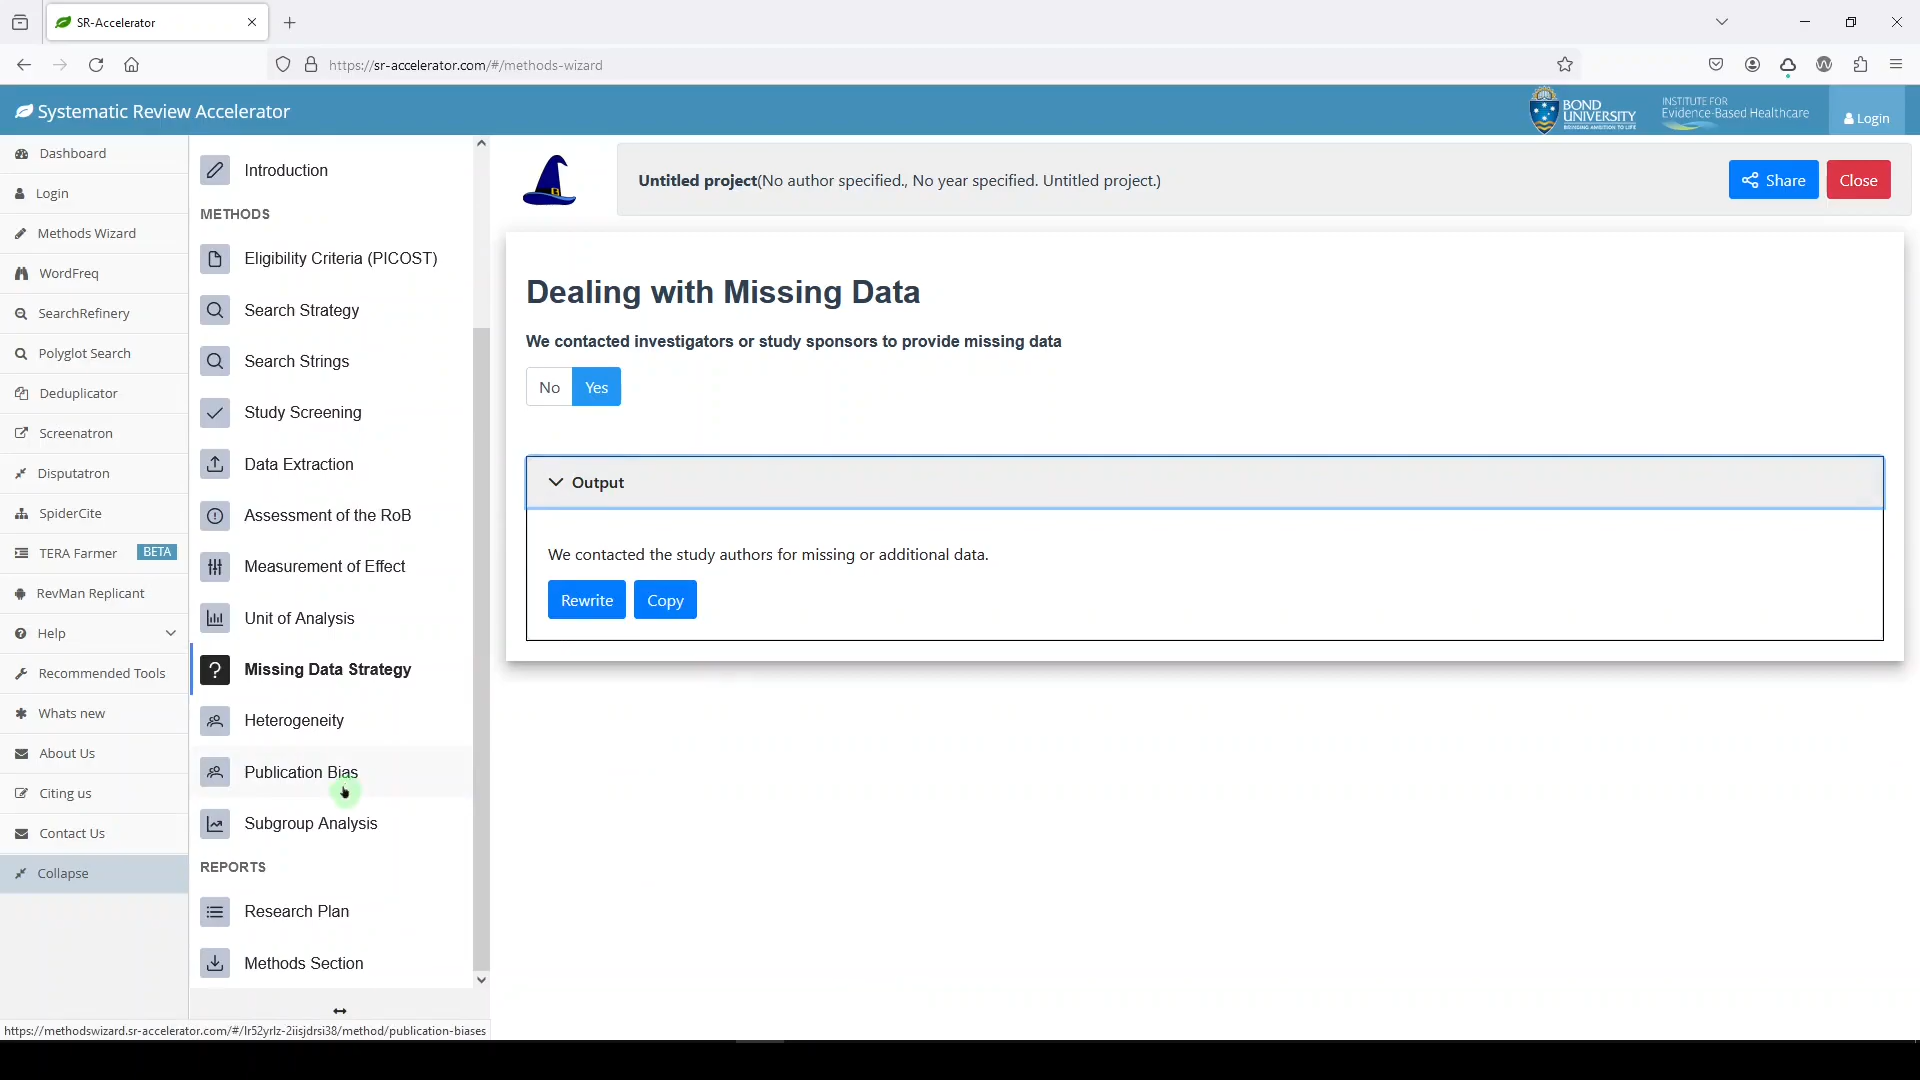 SR-Accelerator
https://sr-accelerator.com/#/methods-wizard
Systematic Review Accelerator
BOND
UNIVERSITY
BRINGING AMBITION TO LIFE
INSTITUTE FOR
Evidence-Based Healthcare
Login
Dashboard
Login
Methods Wizard
WordFreq
SearchRefinery
Polyglot Search
Deduplicator
Screenatron
Disputatron
SpiderCite
TERA Farmer BETA
RevMan Replicant
Help
Recommended Tools
Whats new
About Us
Citing us
Contact Us
Collapse
Introduction
METHODS
Eligibility Criteria (PICOST)
Search Strategy
Search Strings
Study Screening
Data Extraction
Assessment of the RoB
Measurement of Effect
Unit of Analysis
Missing Data Strategy
Heterogeneity
Publication Bias
Subgroup Analysis
REPORTS
Research Plan
Methods Section
Untitled project(No author specified., No year specified. Untitled project.)
Share
Close
Dealing with Missing Data
We contacted investigators or study sponsors to provide missing data
No Yes
Output
We contacted the study authors for missing or additional data.
Rewrite Copy
https://methodswizard.sr-accelerator.com/#/lr52yrlz-2iisjdrsi38/method/publication-biases